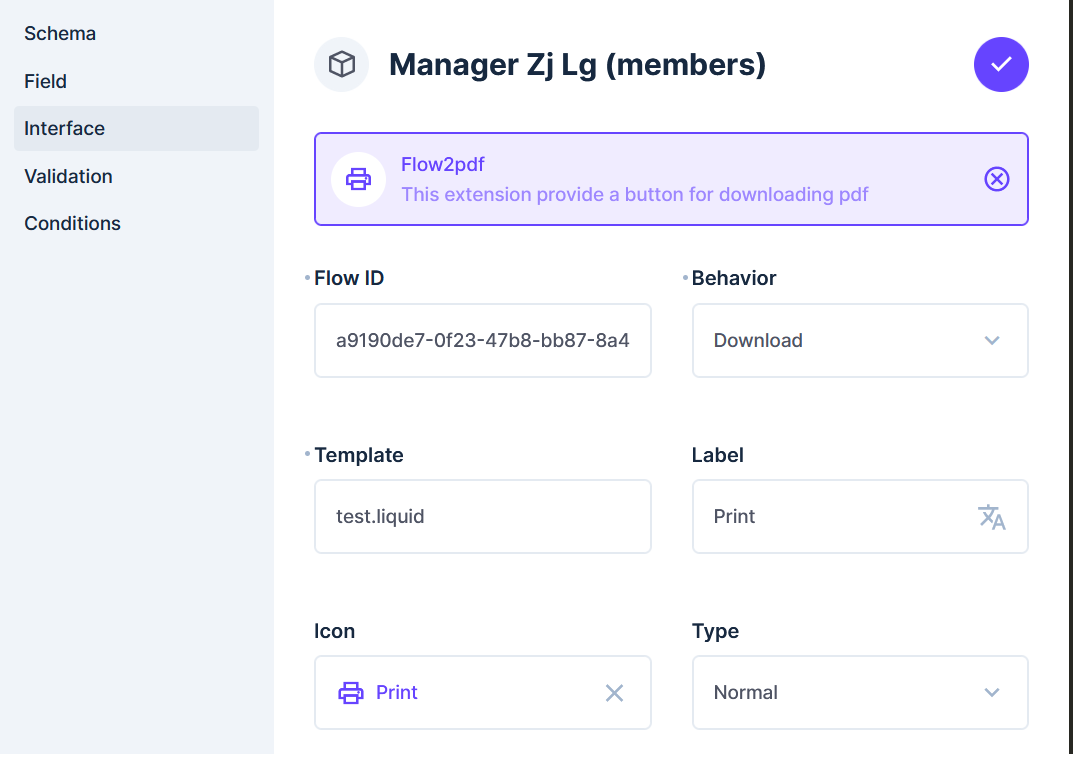 Schema
Field
Interface
Validation
Conditions
Manager Zj Lg (members)
Flow2pdf
This extension provide a button for downloading pdf
Flow ID
Behavior
a9190de7-0f23-47b8-bb87-8a4
Download
Template
Label
test.liquid
Print
Icon
Type
Print
Normal